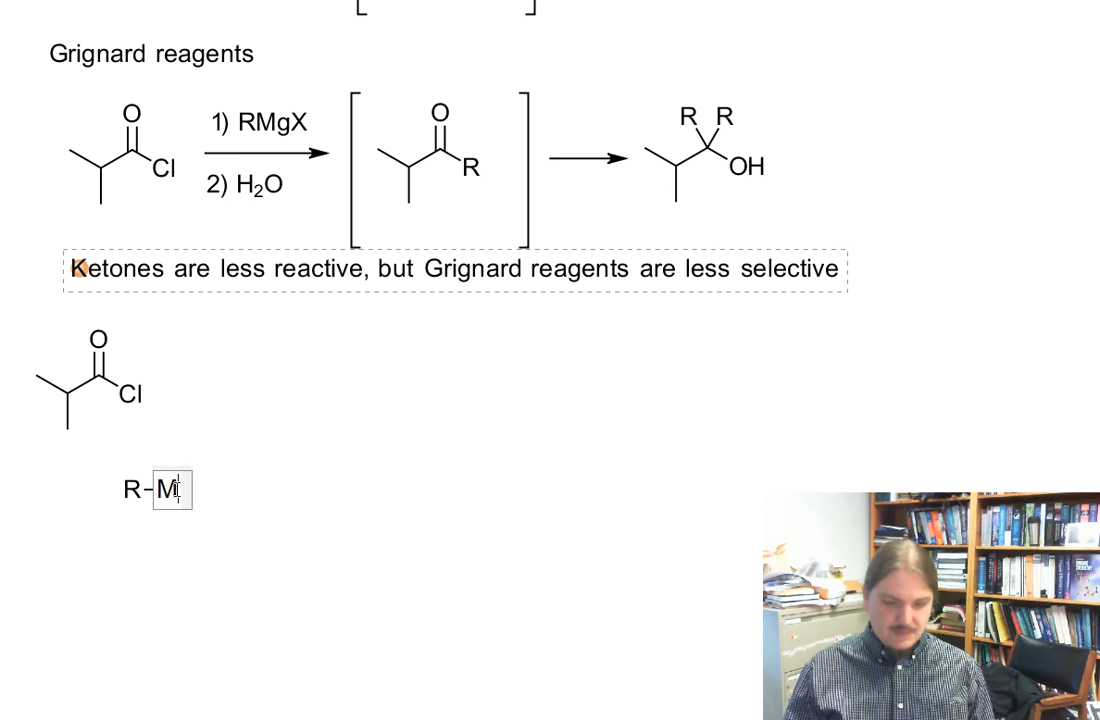 Grignard reagents
O
Cl
1) RMgX
2) H2O
O
R
R R
OH
Ketones are less reactive, but Grignard reagents are less selective
O
Cl
R-M